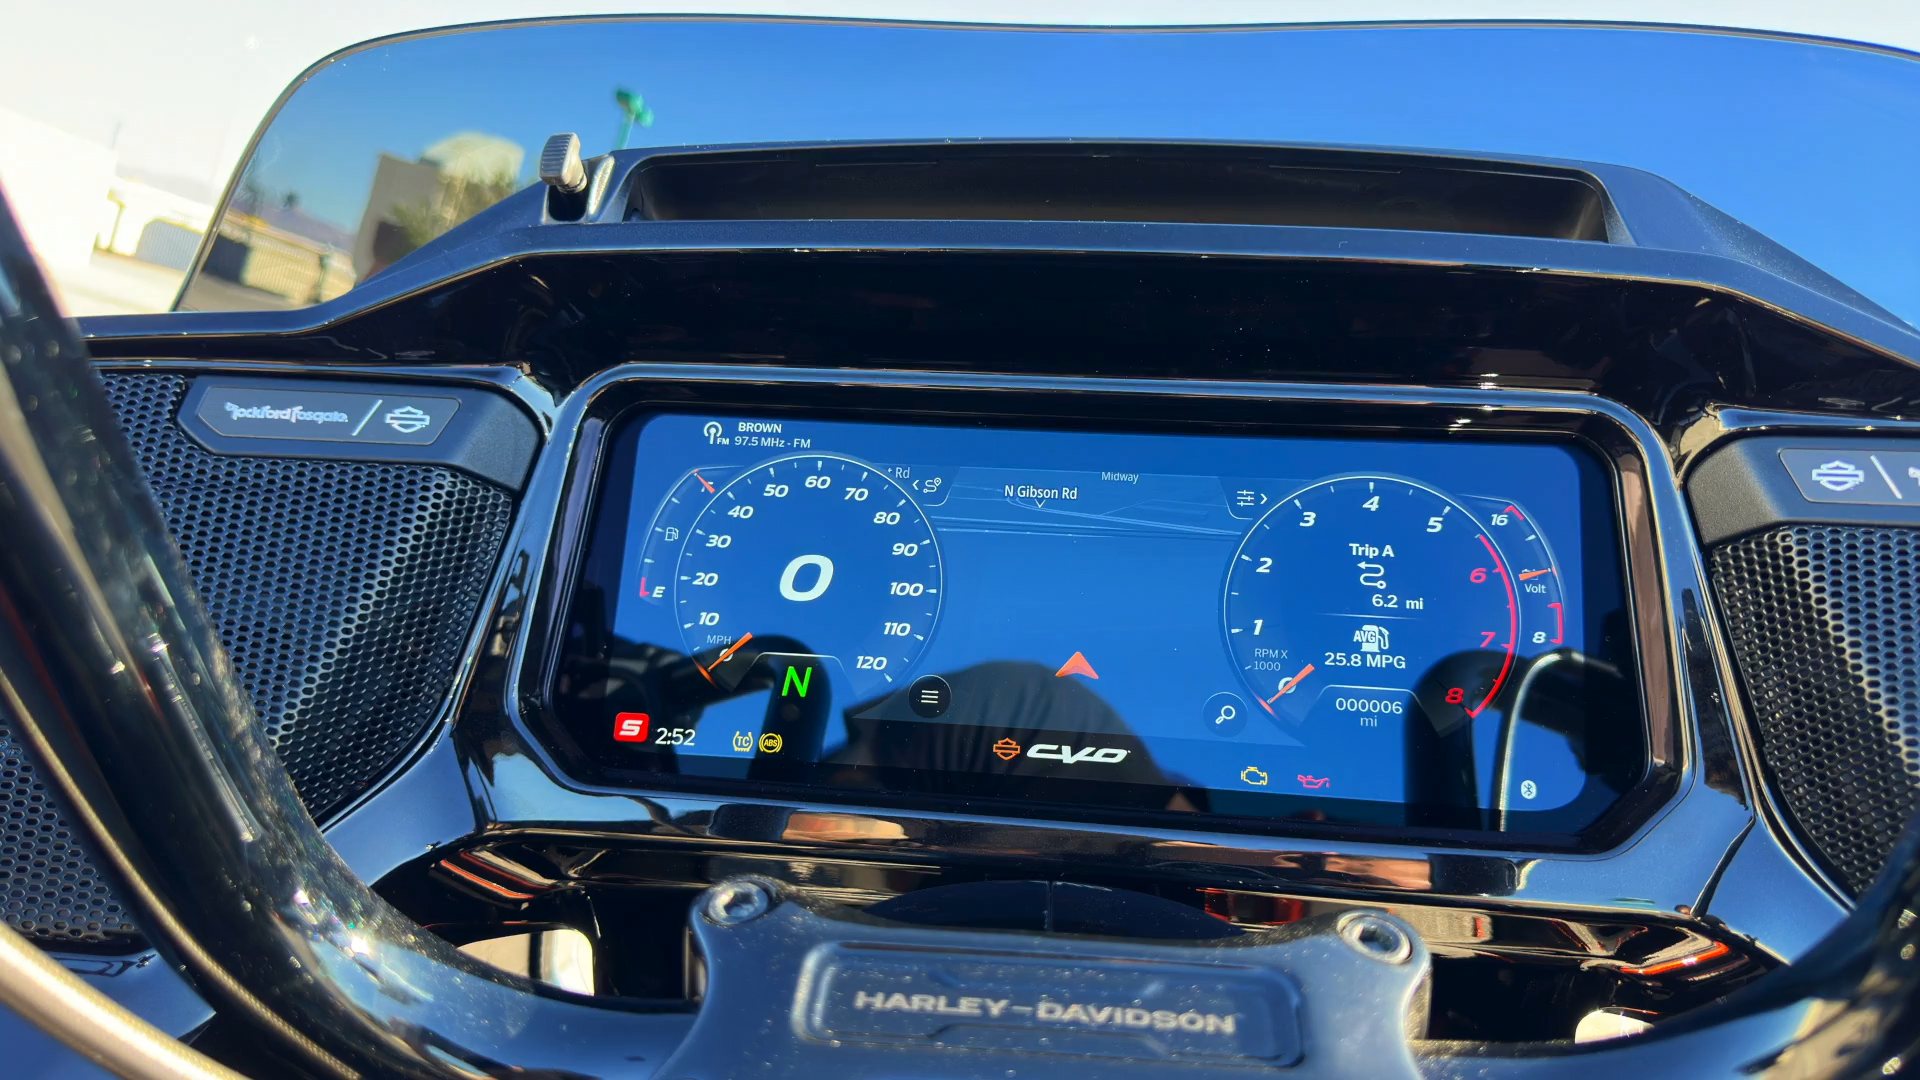 Rockford Fosgate
BROWN
FM 97.5 MHz - FM
60
50
70
40
80
30
90
20
100
10
110
MPH
0
120
E
0
N
S
2:52
TC
ABS
Rd
N Gibson Rd
Midway
CVO
4
3
5
2
6
1
7
RPM X
1000
0
8
Trip A
6.2 mi
AVG
25.8 MPG
000006
mi
16
Volt
8
HARLEY-DAVIDSON